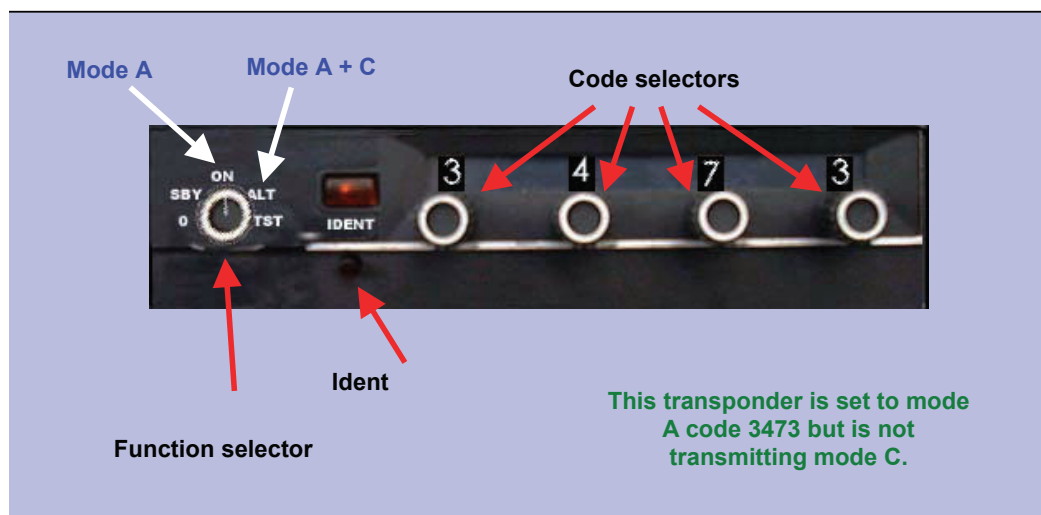 Mode A
Mode A + C
Code selectors
ON
SBY
ALT
0
TST
IDENT
3
4
7
3
Ident
Function selector
This transponder is set to mode
A code 3473 but is not
transmitting mode C.